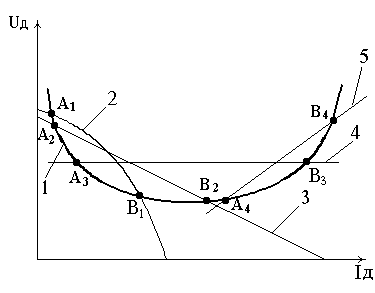 Uд
A₁
2
B₄
5
A₂
4
1
A₃
B₁
B₂
A₄
B₃
3
Iд